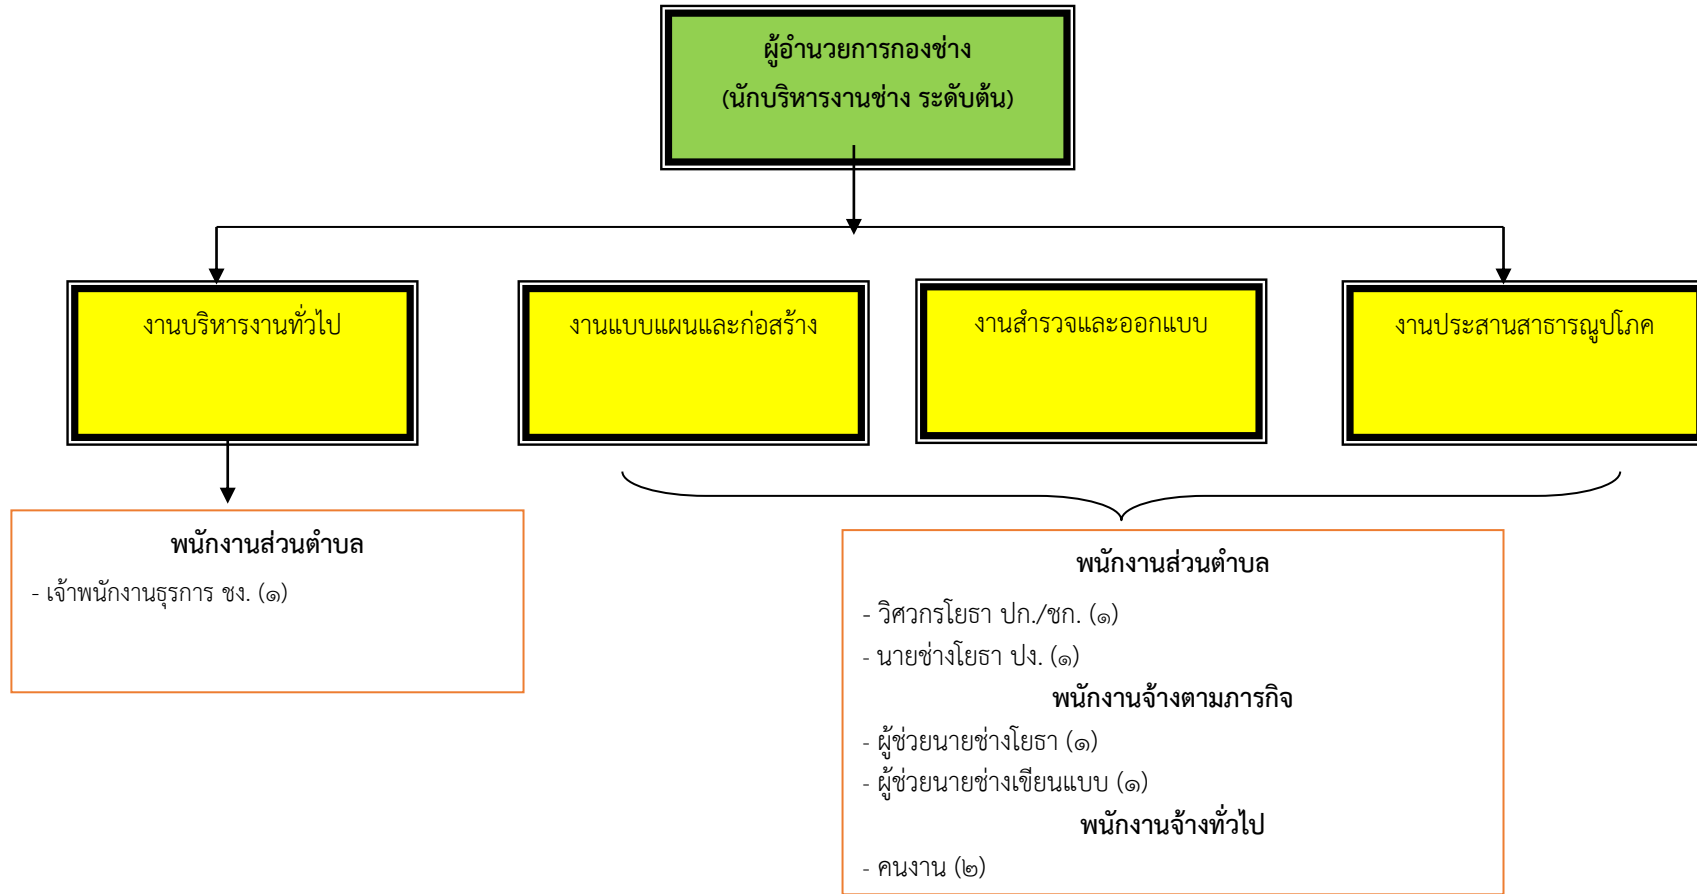 ผู้อำนวยการกองช่าง
(นักบริหารงานช่าง ระดับต้น)
งานบริหารงานทั่วไป
งานแบบแผนและก่อสร้าง
งานสำรวจและออกแบบ
งานประสานสาธารณูปโภค
พนักงานส่วนตำบล
- เจ้าพนักงานธุรการ ชง. (๑)
พนักงานส่วนตำบล
- วิศวกรโยธา ปก./ชก. (๑)
- นายช่างโยธา ปง. (๑)
พนักงานจ้างตามภารกิจ
- ผู้ช่วยนายช่างโยธา (๑)
- ผู้ช่วยนายช่างเขียนแบบ (๑)
พนักงานจ้างทั่วไป
- คนงาน (๒)